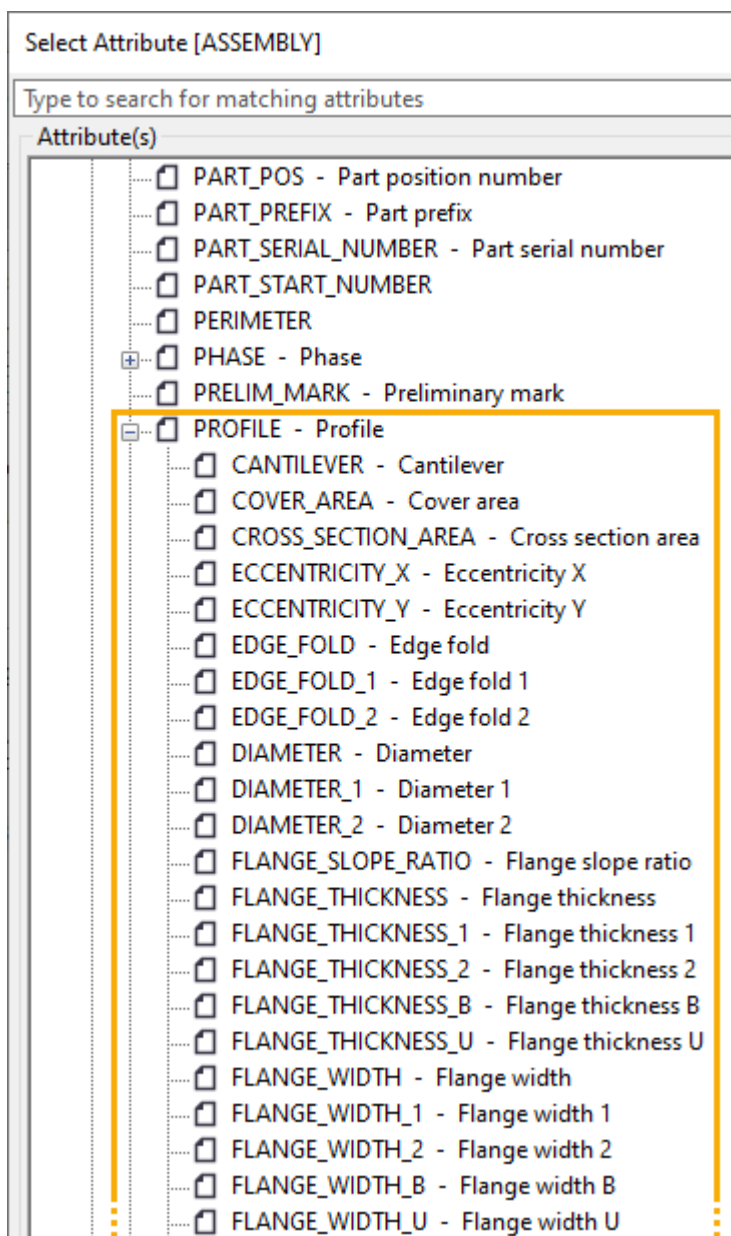 Select Attribute [ASSEMBLY]
Type to search for matching attributes
Attribute(s)
PART_POS - Part position number
PART_PREFIX - Part prefix
PART_SERIAL_NUMBER - Part serial number
PART_START_NUMBER
PERIMETER
PHASE - Phase
PRELIM_MARK - Preliminary mark
PROFILE - Profile
CANTILEVER - Cantilever
COVER_AREA - Cover area
CROSS_SECTION_AREA - Cross section area
ECCENTRICITY_X - Eccentricity X
ECCENTRICITY_Y - Eccentricity Y
EDGE_FOLD - Edge fold
EDGE_FOLD_1 - Edge fold 1
EDGE_FOLD_2 - Edge fold 2
DIAMETER - Diameter
DIAMETER_1 - Diameter 1
DIAMETER_2 - Diameter 2
FLANGE_SLOPE_RATIO - Flange slope ratio
FLANGE_THICKNESS - Flange thickness
FLANGE_THICKNESS_1 - Flange thickness 1
FLANGE_THICKNESS_2 - Flange thickness 2
FLANGE_THICKNESS_B - Flange thickness B
FLANGE_THICKNESS_U - Flange thickness U
FLANGE_WIDTH - Flange width
FLANGE_WIDTH_1 - Flange width 1
FLANGE_WIDTH_2 - Flange width 2
FLANGE_WIDTH_B - Flange width B
FLANGE_WIDTH_U - Flange width U